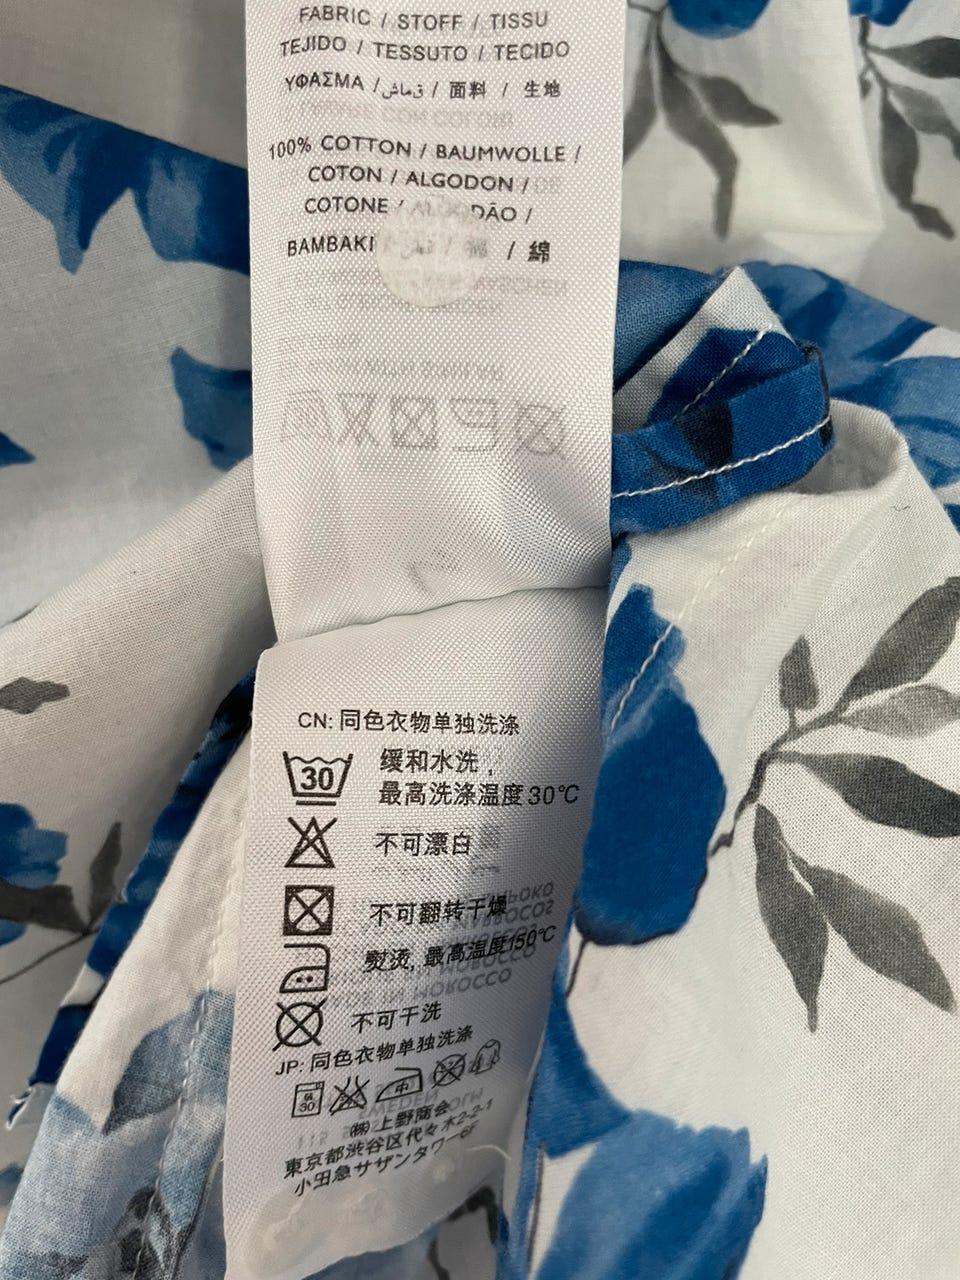 FABRIC / STOFF / TISSU
TEJIDO / TESSUTO / TECIDO
ΥΦΑΣΜΑ / قماش / 面料 / 生地
100% COTTON / BAUMWOLLE /
COTON / ALGODON /
COTONE / ALGODÃO /
BAMBAKI / / 棉 / 綿
CN: 同色衣物单独洗涤
30
缓和水洗,
最高洗涤温度30℃
不可漂白
不可翻转干燥
熨烫, 最高温度150℃
不可干洗
JP: 同色衣物单独洗涤
30 中
㈱上野商会
東京都渋谷区代々木2-2-1
小田急サザンタワー6F